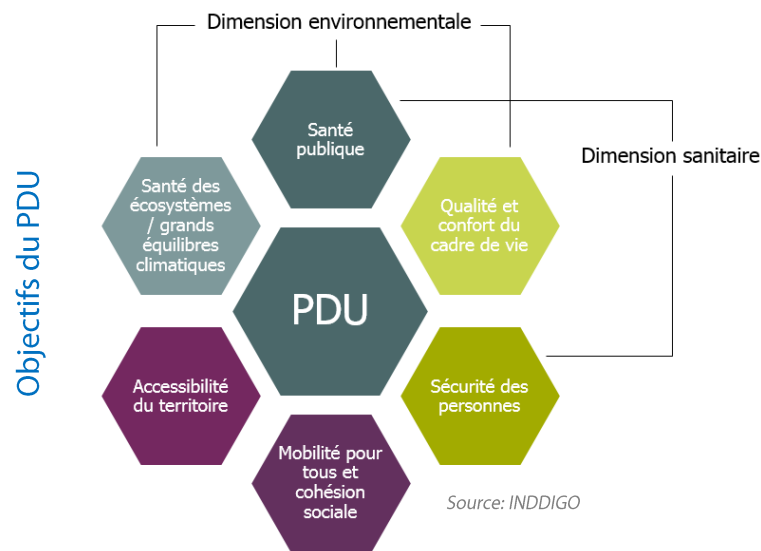 Dimension environnementale
Santé
publique
Dimension sanitaire
Santé des
écosystèmes
/ grands
équilibres
climatiques
Qualité et
confort du
cadre de vie
Objectifs du PDU
PDU
Accessibilité
du territoire
Sécurité des
personnes
Mobilité pour
tous et
cohésion
sociale
Source: INDDIGO